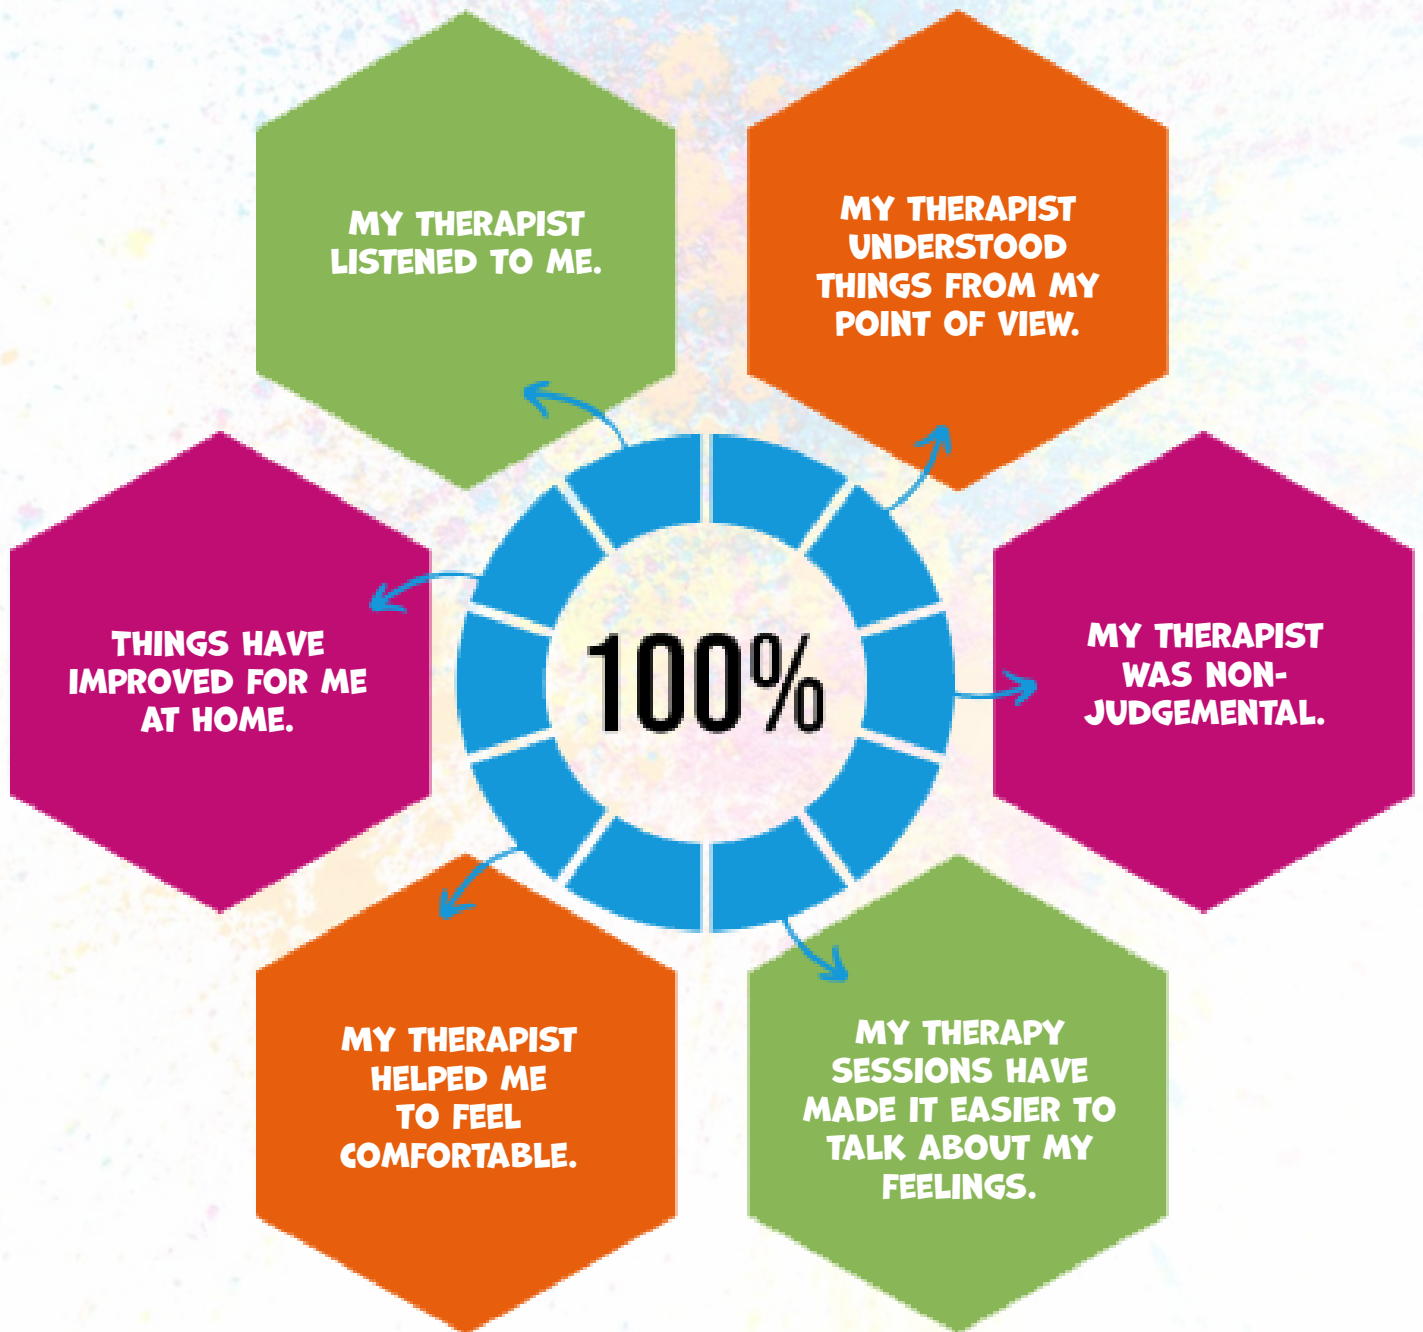 MY THERAPIST
LISTENED TO ME.
MY THERAPIST
UNDERSTOOD
THINGS FROM MY
POINT OF VIEW.
THINGS HAVE
IMPROVED FOR ME
AT HOME.
100%
MY THERAPIST
WAS NON-
JUDGEMENTAL.
MY THERAPIST
HELPED ME
TO FEEL
COMFORTABLE.
MY THERAPY
SESSIONS HAVE
MADE IT EASIER TO
TALK ABOUT MY
FEELINGS.